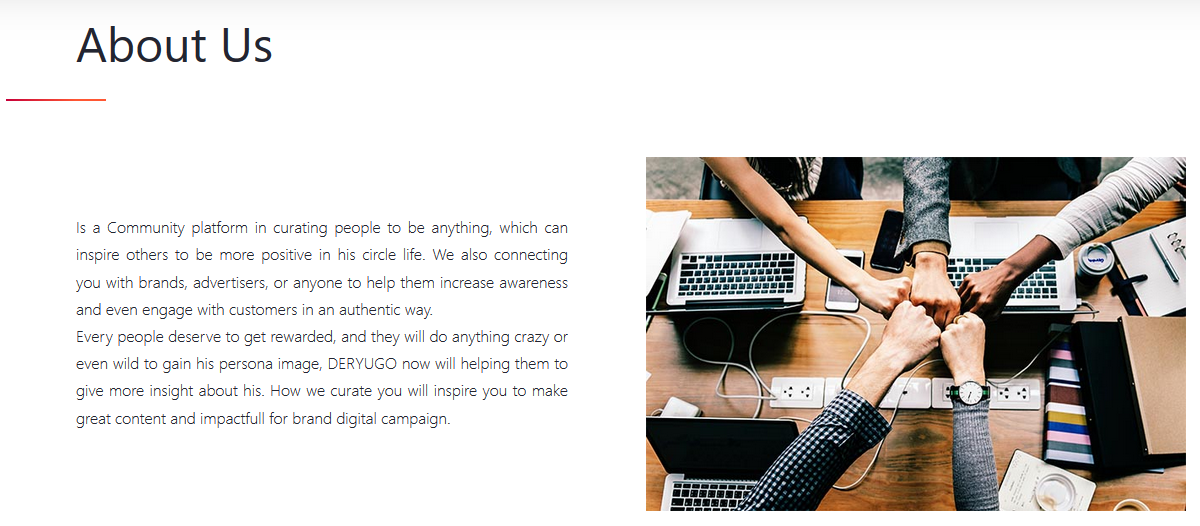 About Us
Is a Community platform in curating people to be anything, which can
inspire others to be more positive in his circle life. We also connecting
you with brands, advertisers, or anyone to help them increase awareness
and even engage with customers in an authentic way.
Every people deserve to get rewarded, and they will do anything crazy or
even wild to gain his persona image, DERYUGO now will helping them to
give more insight about his. How we curate you will inspire you to make
great content and impactfull for brand digital campaign.